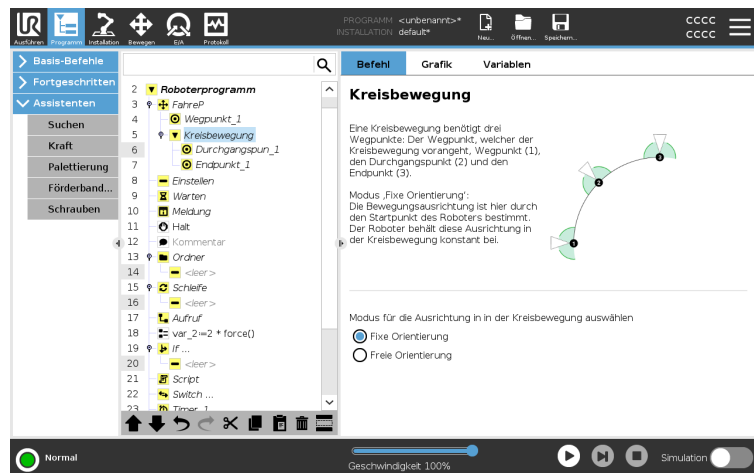 UR
PROGRAMM <unbenannt>*
INSTALLATION default*
CCCC
CCCC
Ausführen Programm Installation Bewegen E/A Protokoll Neu... Öffnen... Speichern...
Basis-Befehle
Fortgeschritten
Assistenten
Suchen
Kraft
Palettierung
Förderband...
Schrauben
2 Roboterprogramm
3 FahreP
4 Wegpunkt_1
5 Kreisbewegung
6 Durchgangspun_1
7 Endpunkt_1
8 Einstellen
9 Warten
10 Meldung
11 Halt
12 Kommentar
13 Ordner
14 <leer>
15 Schleife
16 <leer>
17 Aufruf
18 var_2:=2 * force()
19 If ...
20 <leer>
21 Script
22 Switch ...
23 Timer_1
Befehl Grafik Variablen
Kreisbewegung
Eine Kreisbewegung benötigt drei
Wegpunkte: Der Wegpunkt, welcher der
Kreisbewegung vorangeht, Wegpunkt (1),
den Durchgangspunkt (2) und den
Endpunkt (3).
Modus ‚Fixe Orientierung':
Die Bewegungsausrichtung ist hier durch
den Startpunkt des Roboters bestimmt.
Der Roboter behält diese Ausrichtung in
der Kreisbewegung konstant bei.
1
2
3
Modus für die Ausrichtung in in der Kreisbewegung auswählen
Fixe Orientierung
Freie Orientierung
Normal
Geschwindigkeit 100%
Simulation